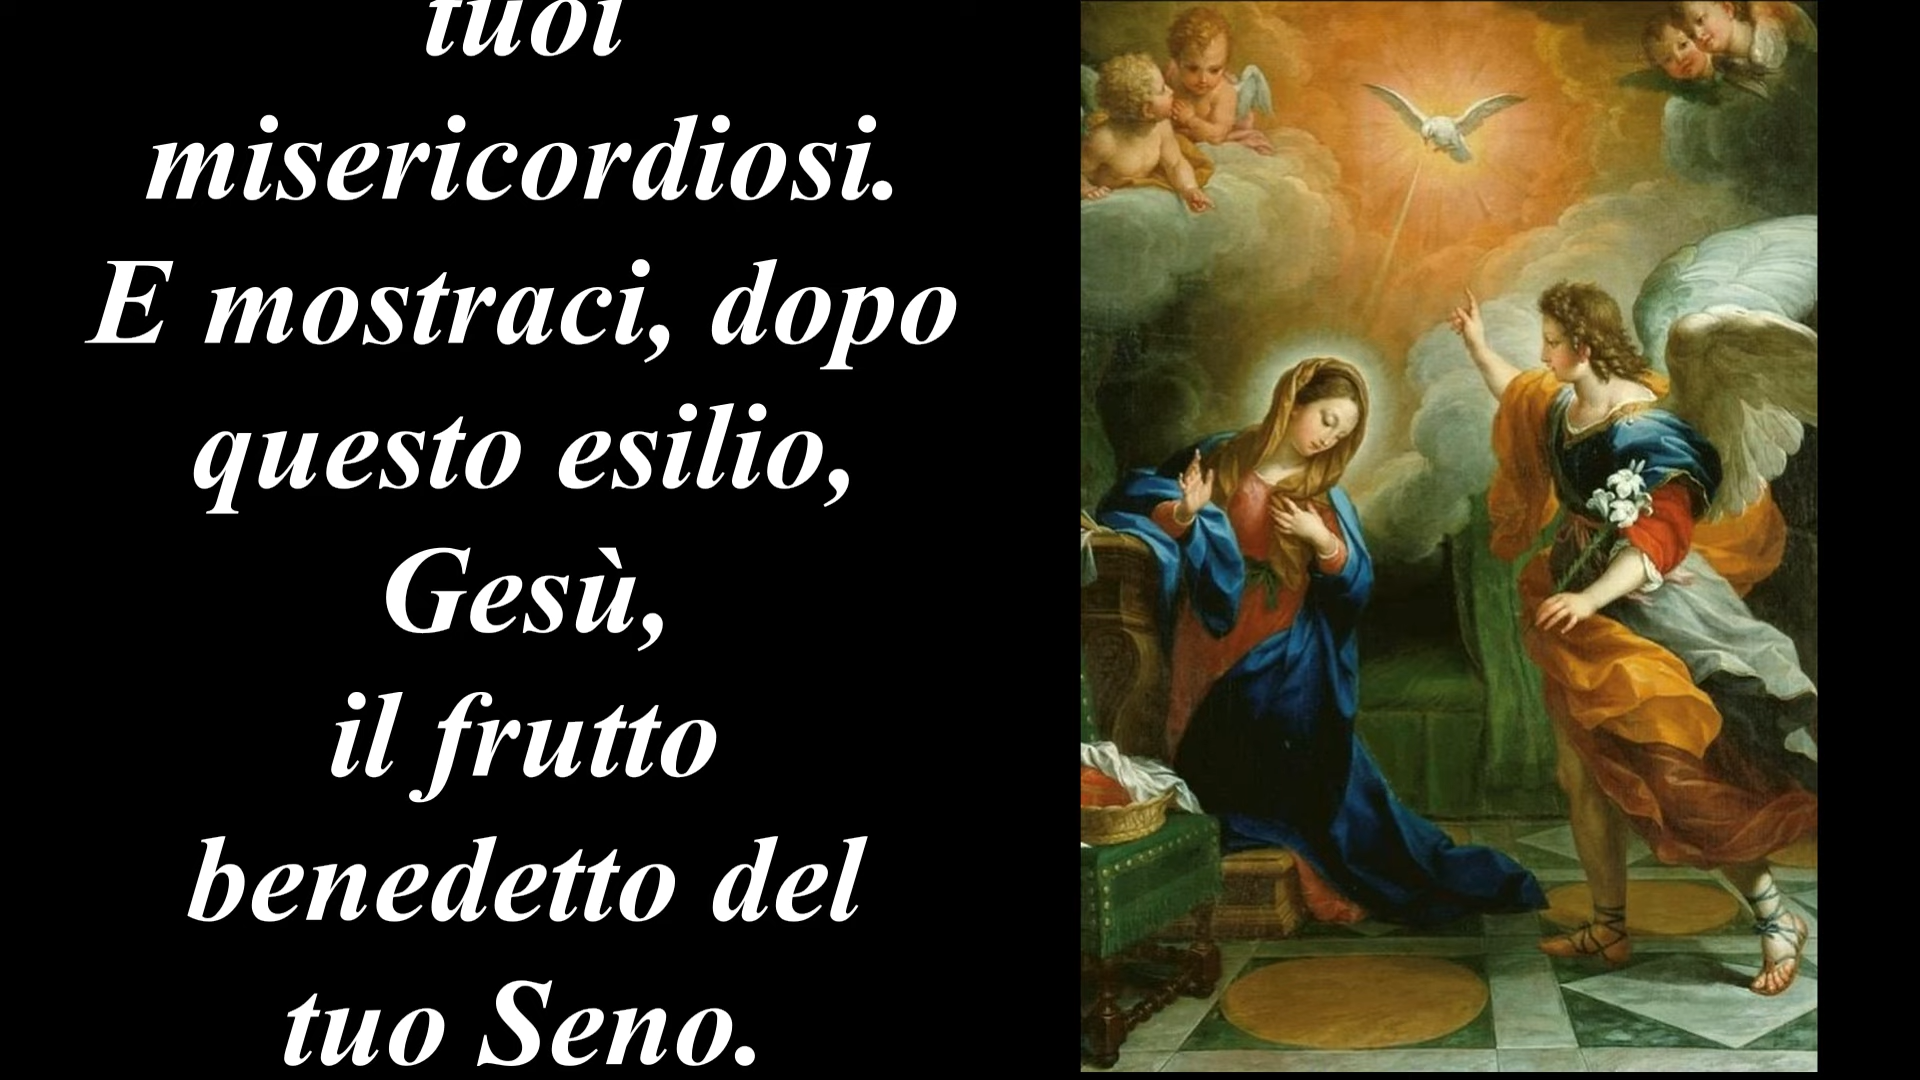 tuoi
misericordiosi.
E mostraci, dopo
questo esilio,
Gesù,
il frutto
benedetto del
tuo Seno.